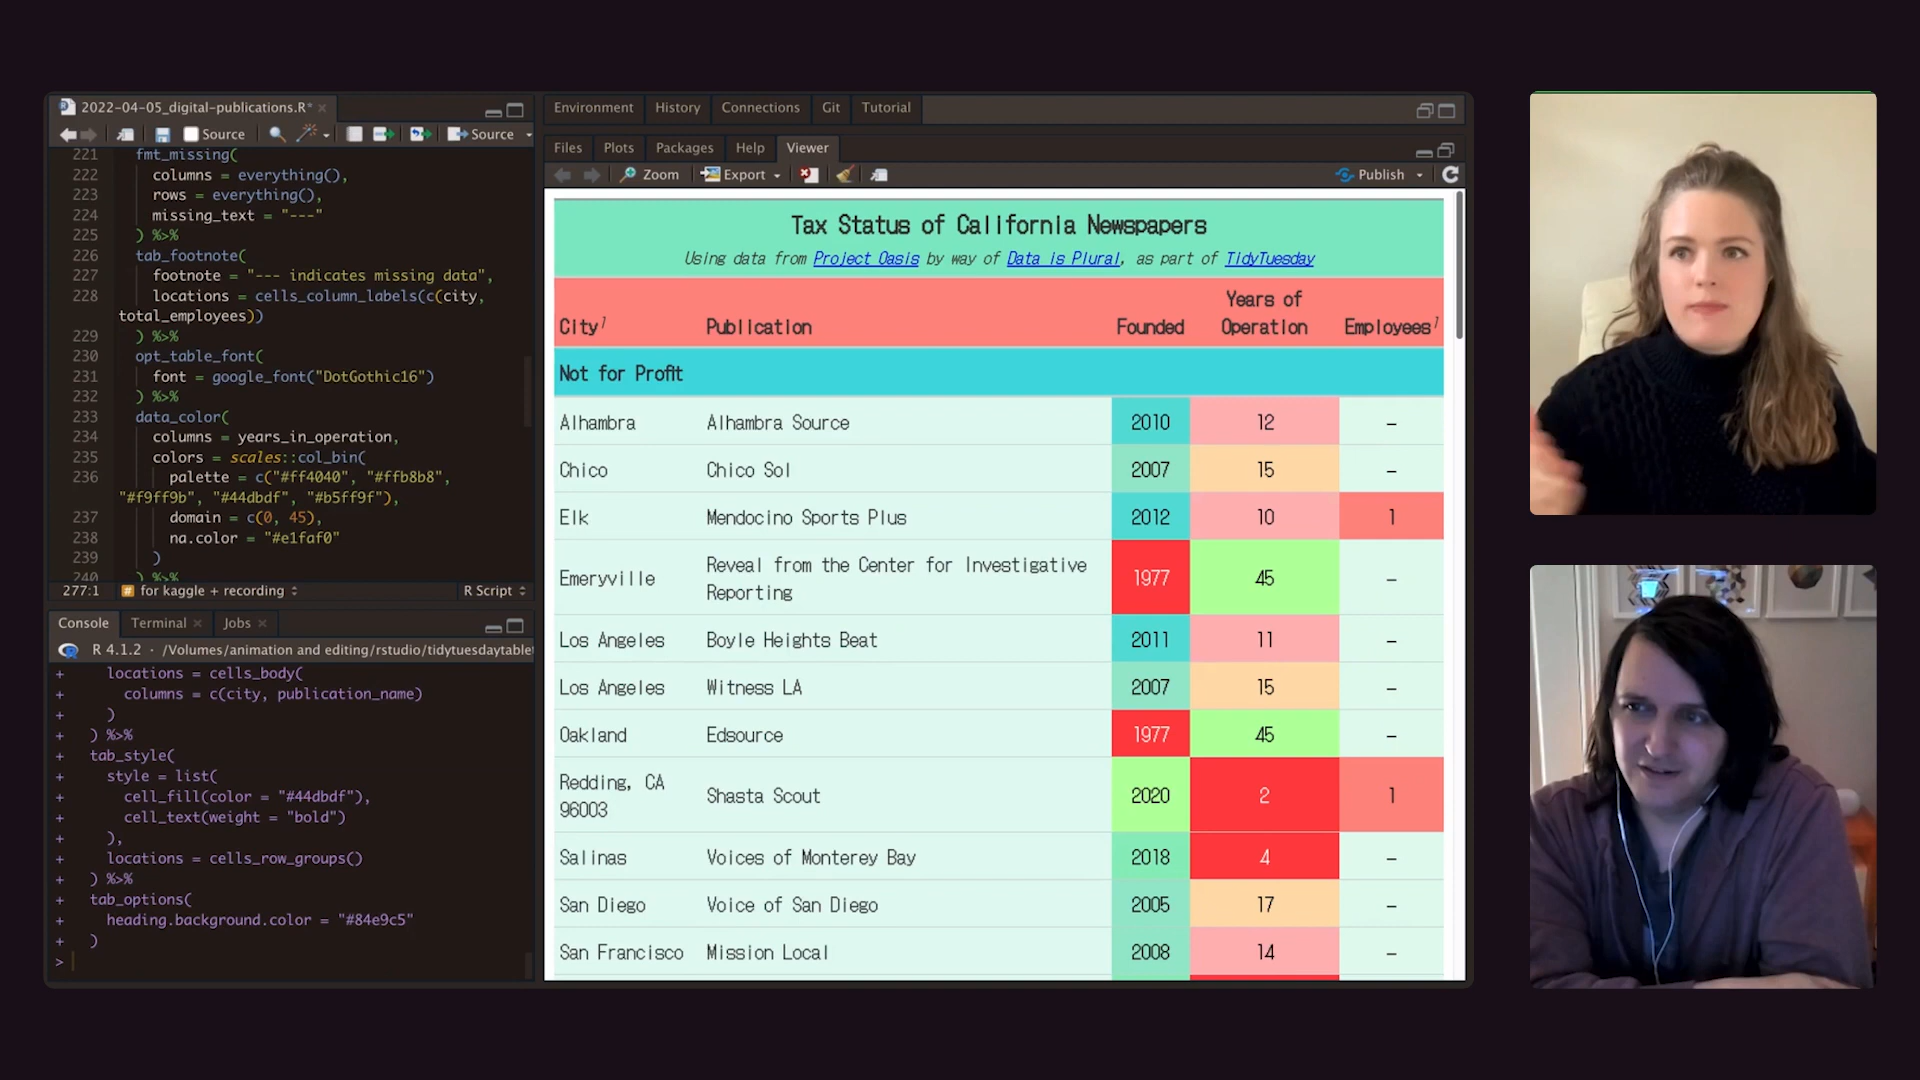 2022-04-05_digital-publications.R*
Source
Source
221 fmt_missing(
222 columns = everything(),
223 rows = everything(),
224 missing_text = "---"
225 ) %>%
226 tab_footnote(
227 footnote = "--- indicates missing data",
228 locations = cells_column_labels(c(city,
total_employees))
229 ) %>%
230 opt_table_font(
231 font = google_font("DotGothic16")
232 ) %>%
233 data_color(
234 columns = years_in_operation,
235 colors = scales::col_bin(
236 palette = c("#ff4040", "#ffb8b8",
"#f9ff9b", "#44dbdf", "#b5ff9f"),
237 domain = c(0, 45),
238 na.color = "#e1faf0"
239 )
240 ) %>%
277:1 # for kaggle + recording R Script
Console Terminal Jobs
R 4.1.2 · /Volumes/animation and editing/rstudio/tidytuesdaytable
+ locations = cells_body(
+ columns = c(city, publication_name)
+ )
+ ) %>%
+ tab_style(
+ style = list(
+ cell_fill(color = "#44dbdf"),
+ cell_text(weight = "bold")
+ ),
+ locations = cells_row_groups()
+ ) %>%
+ tab_options(
+ heading.background.color = "#84e9c5"
+ )
>
Environment History Connections Git Tutorial
Files Plots Packages Help Viewer
Zoom Export Publish
Tax Status of California Newspapers
Using data from Project Oasis by way of Data is Plural, as part of TidyTuesday
City1 Publication Founded Years of Operation Employees1
Not for Profit
Alhambra Alhambra Source 2010 12 —
Chico Chico Sol 2007 15 —
Elk Mendocino Sports Plus 2012 10 1
Emeryville Reveal from the Center for Investigative Reporting 1977 45 —
Los Angeles Boyle Heights Beat 2011 11 —
Los Angeles Witness LA 2007 15 —
Oakland Edsource 1977 45 —
Redding, CA 96003 Shasta Scout 2020 2 1
Salinas Voices of Monterey Bay 2018 4 —
San Diego Voice of San Diego 2005 17 —
San Francisco Mission Local 2008 14 —